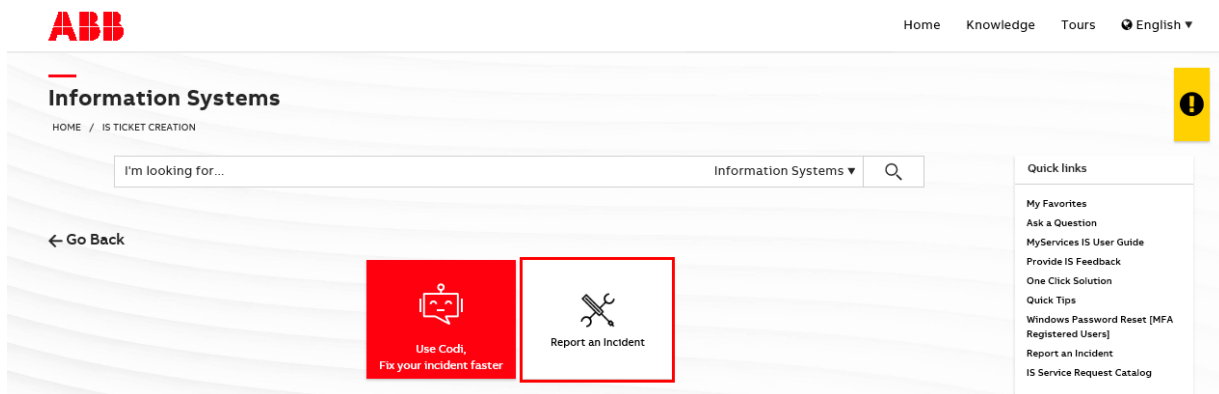 ABB
Home Knowledge Tours English ▼
Information Systems
HOME / IS TICKET CREATION
I'm looking for... Information Systems ▼
Quick links
My Favorites
Ask a Question
MyServices IS User Guide
Provide IS Feedback
One Click Solution
Quick Tips
Windows Password Reset [MFA
Registered Users]
Report an Incident
IS Service Request Catalog
← Go Back
Use Codi,
Fix your incident faster
Report an Incident